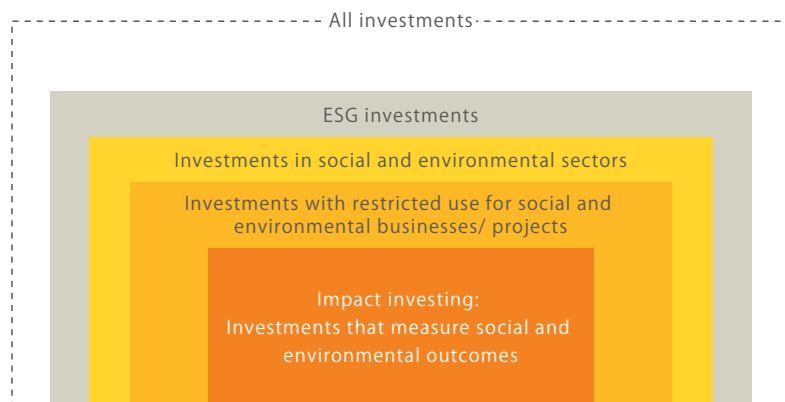 All investments
ESG investments
Investments in social and environmental sectors
Investments with restricted use for social and
environmental businesses/ projects
Impact investing:
Investments that measure social and
environmental outcomes